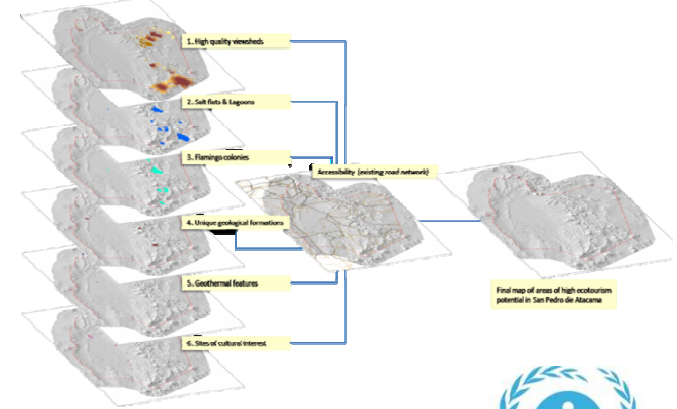 1. High quality viewsheds
2. Salt flats & Lagoons
3. Flamingo colonies
Accessibility (existing road network)
4. Unique geological formations
5. Geothermal features
Final map of areas of high ecotourism
potential in San Pedro de Atacama
6. Sites of cultural interest